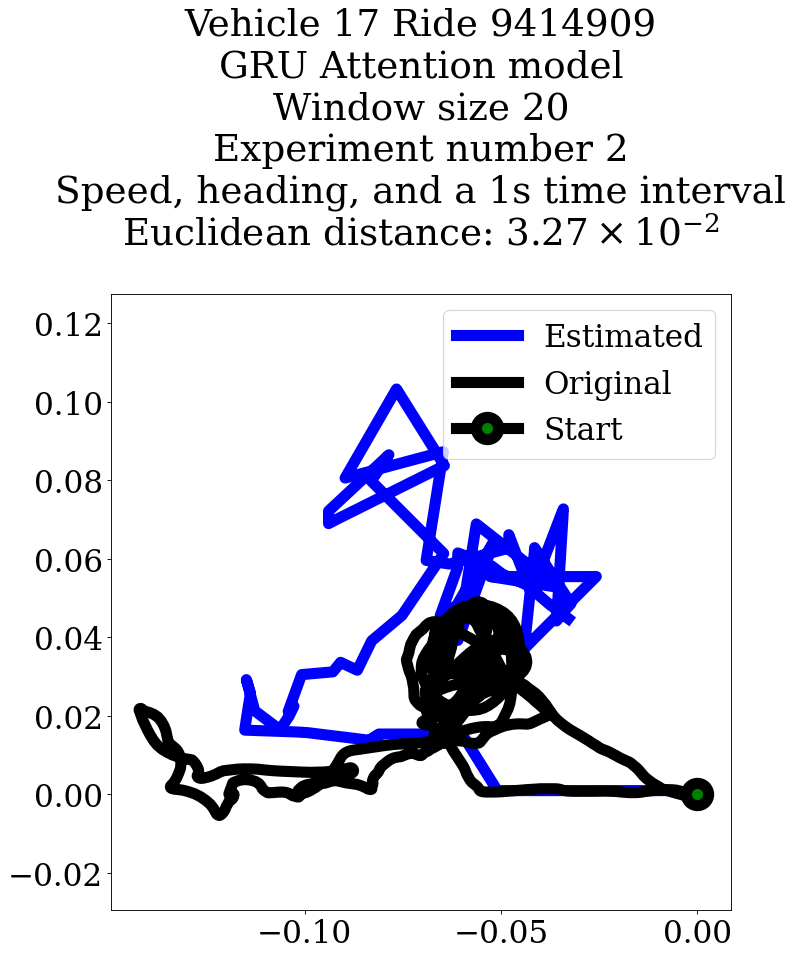 Vehicle 17 Ride 9414909
GRU Attention model
Window size 20
Experiment number 2
Speed, heading, and a 1s time interval
Euclidean distance: 3.27 × 10⁻²
Estimated
Original
Start
0.12
0.10
0.08
0.06
0.04
0.02
0.00
−0.02
−0.10
−0.05
0.00